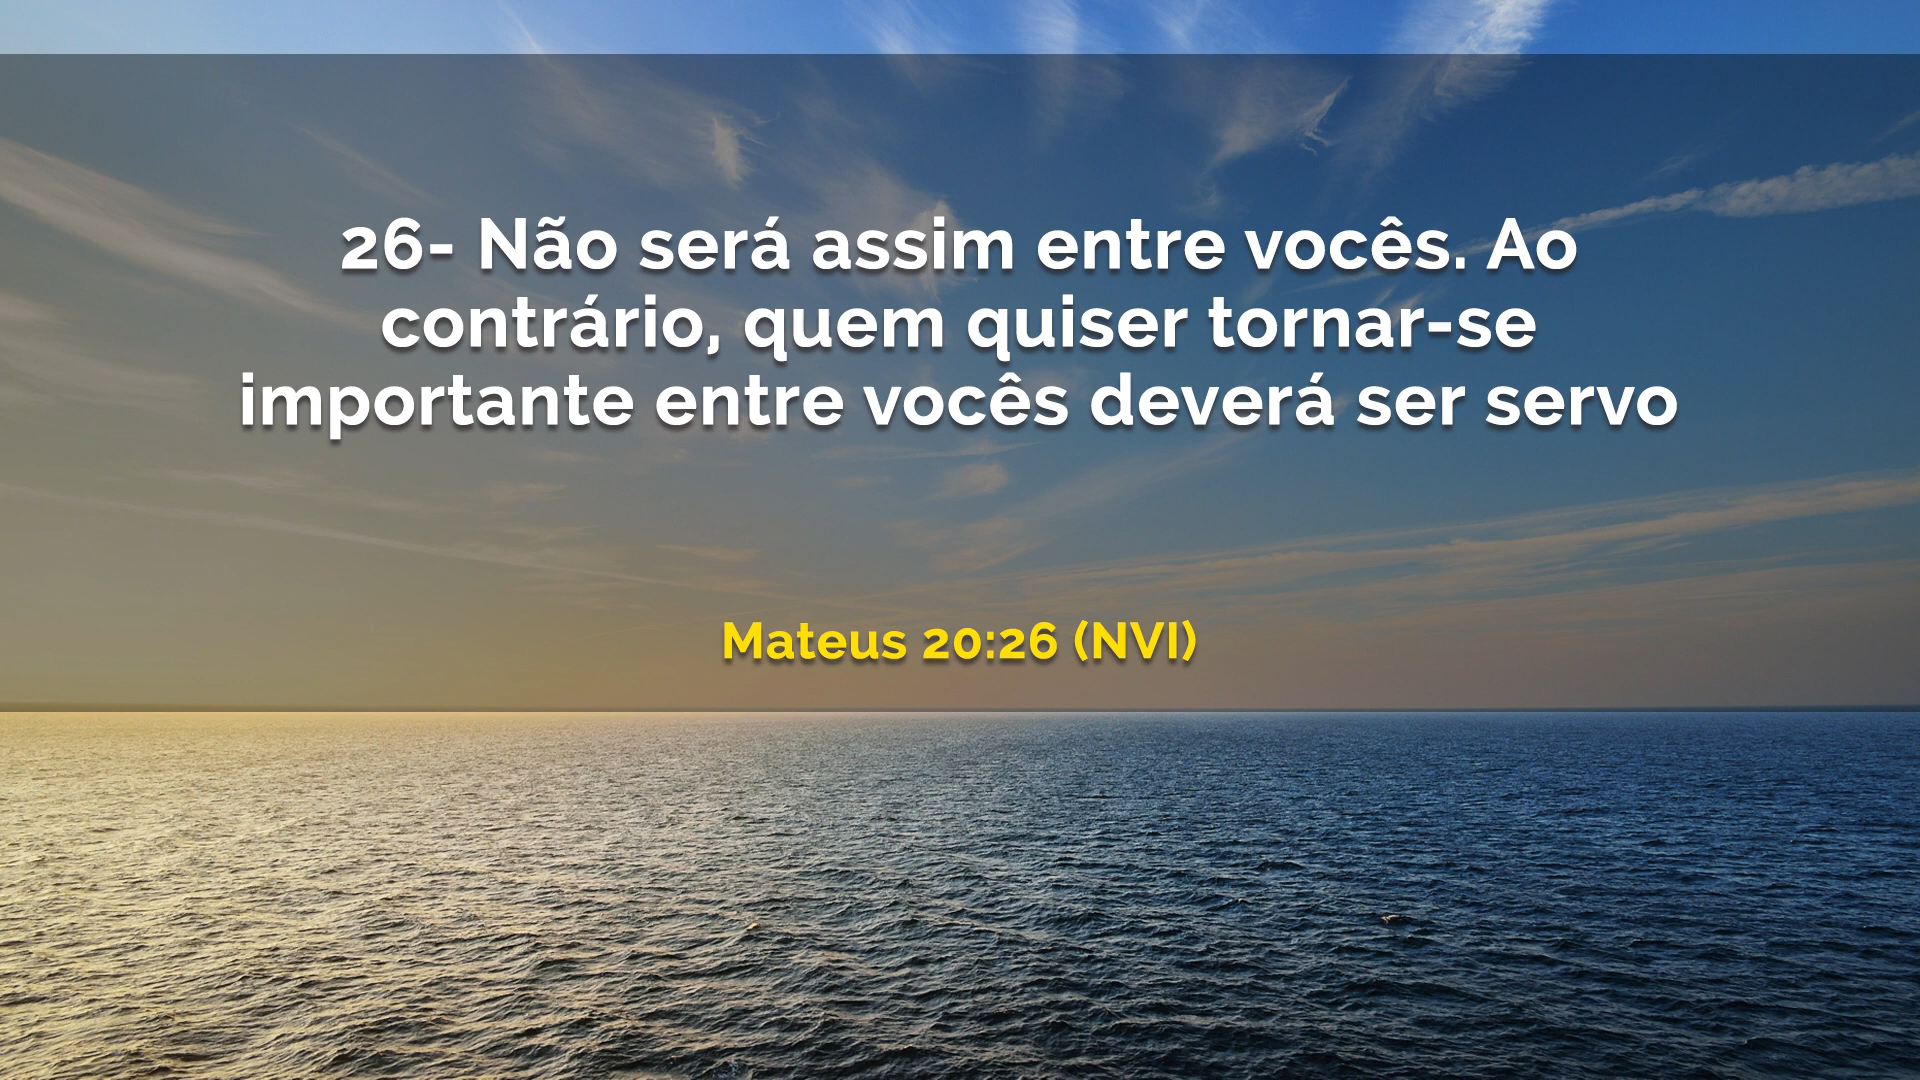 26- Não será assim entre vocês. Ao
contrário, quem quiser tornar-se
importante entre vocês deverá ser servo
Mateus 20:26 (NVI)